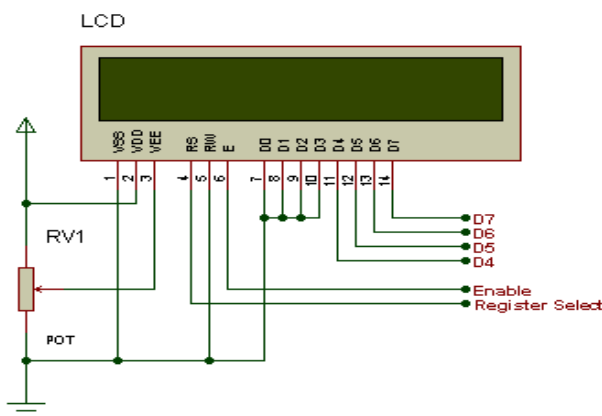 LCD
VSS VDD VEE RS RW E D0 D1 D2 D3 D4 D5 D6 D7
1 2 3 4 5 6 7 8 9 10 11 12 13 14
RV1
POT
D7
D6
D5
D4
Enable
Register Select